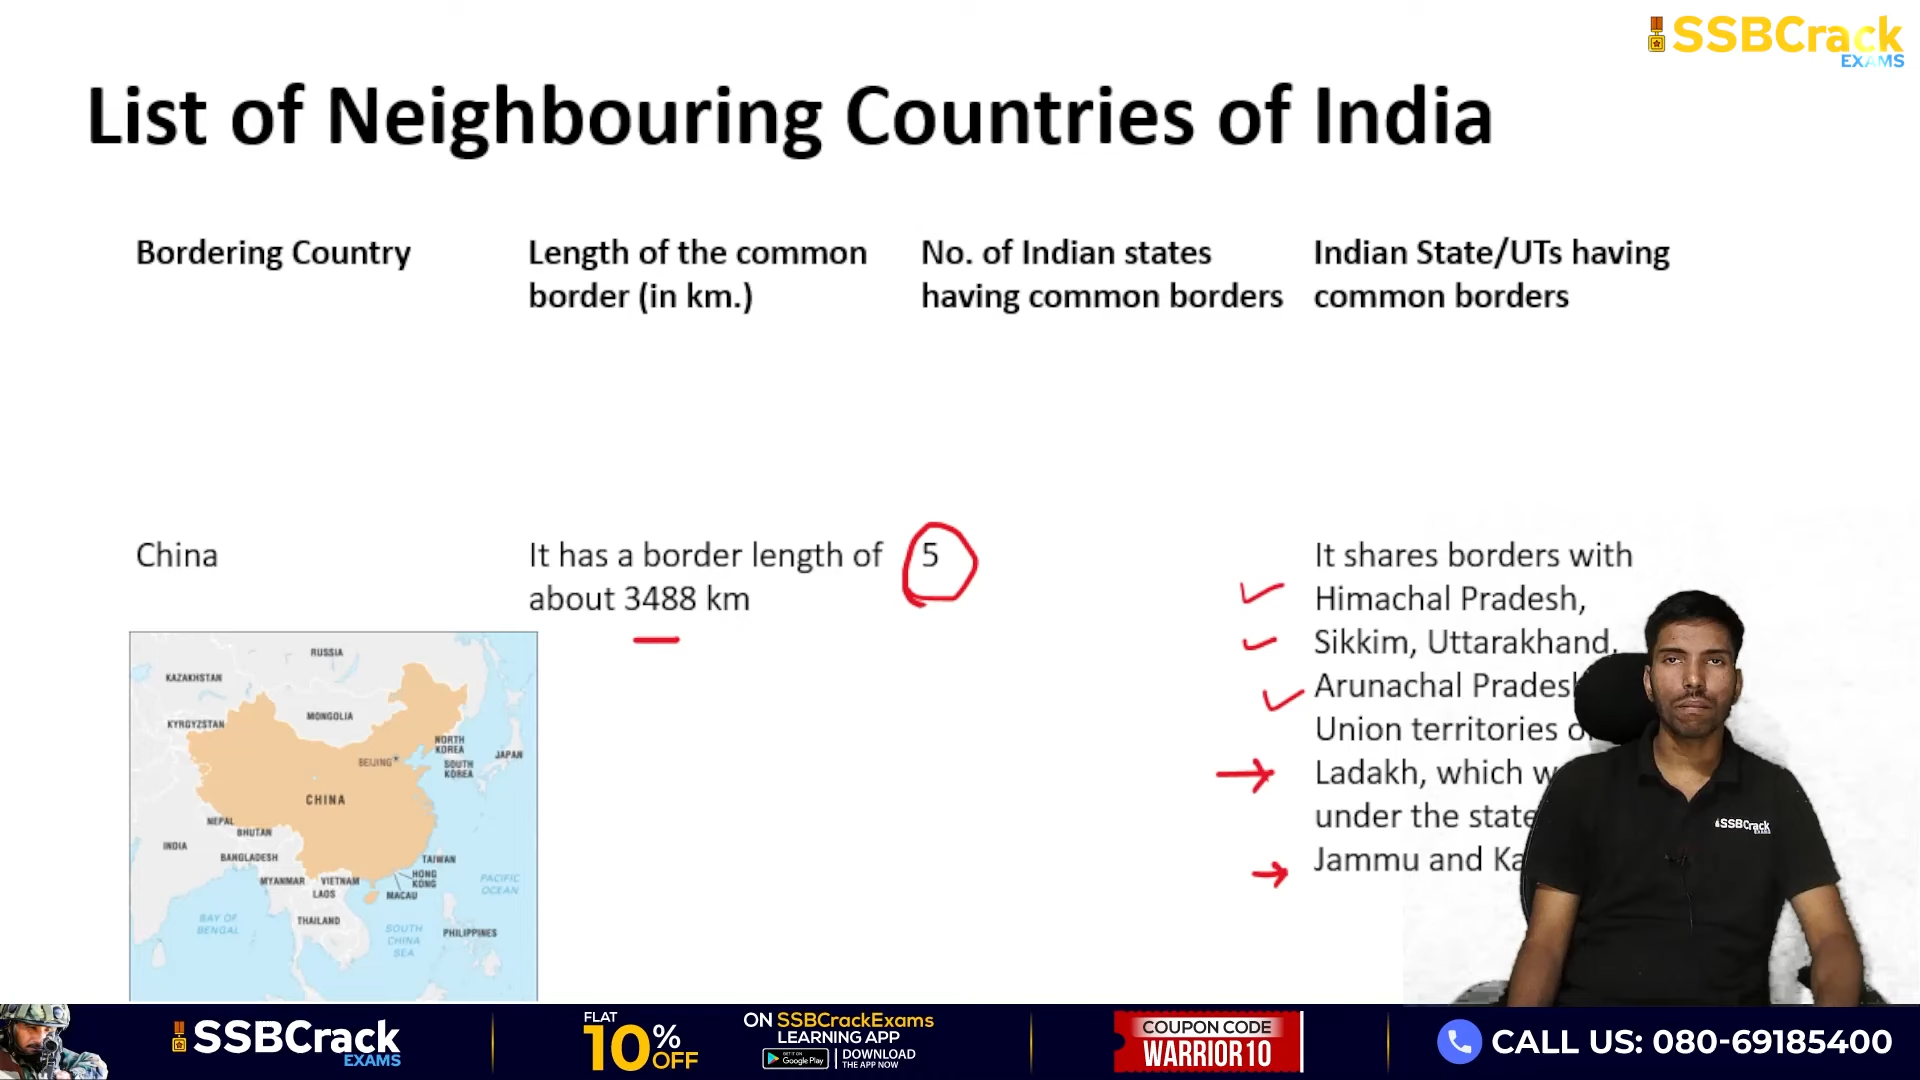 SSBCrack
EXAMS
List of Neighbouring Countries of India
Bordering Country
Length of the common
border (in km.)
No. of Indian states
having common borders
Indian State/UTs having
common borders
China
It has a border length of
about 3488 km
5
It shares borders with
Himachal Pradesh,
Sikkim, Uttarakhand,
Arunachal
Union territories
Ladakh, which
under the state
Jammu and
RUSSIA
KAZAKHSTAN
MONGOLIA
KYRGYZSTAN
NORTH
KOREA
JAPAN
BEIJING
SOUTH
KOREA
CHINA
NEPAL
BHUTAN
INDIA
BANGLADESH
TAIWAN
MYANMAR
VIETNAM
HONG
KONG
LAOS
MACAU
PACIFIC
OCEAN
BAY OF
BENGAL
THAILAND
SOUTH
CHINA
SEA
PHILIPPINES
SSBCrack
SSBCrack
EXAMS
FLAT
10% OFF
ON SSBCrackExams
LEARNING APP
GET IT ON
Google Play
DOWNLOAD
THE APP NOW
COUPON CODE
WARRIOR10
CALL US: 080-69185400